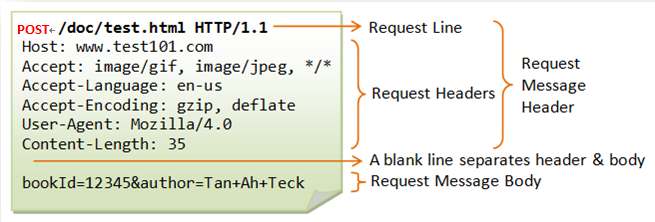 POST← /doc/test.html HTTP/1.1
Request Line
Host: www.test101.com
Accept: image/gif, image/jpeg, */*
Accept-Language: en-us
Accept-Encoding: gzip, deflate
User-Agent: Mozilla/4.0
Content-Length: 35
Request Headers
Request
Message
Header
A blank line separates header & body
bookId=12345&author=Tan+Ah+Teck
Request Message Body